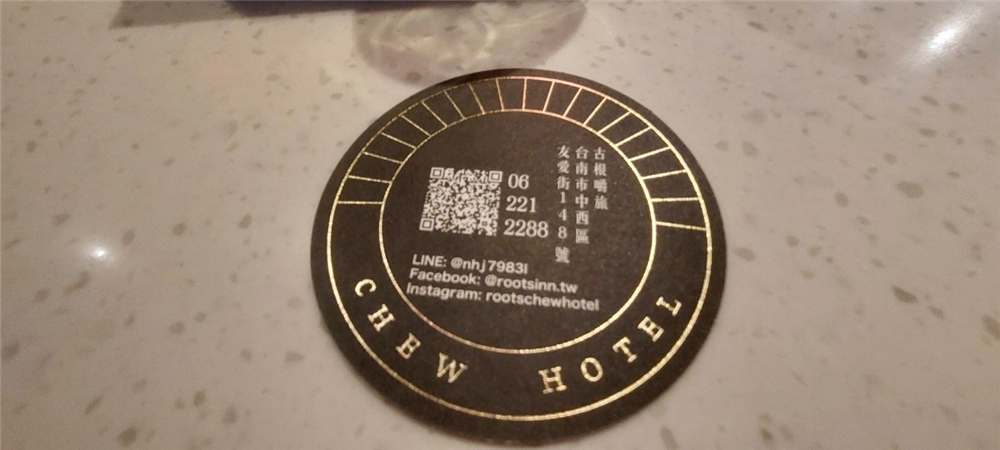 古根嚼旅
台南市中西區
友愛街148號
06
221
2288
LINE: @nhj7983l
Facebook: @rootsinn.tw
Instagram: rootschewhotel
CHEW HOTEL